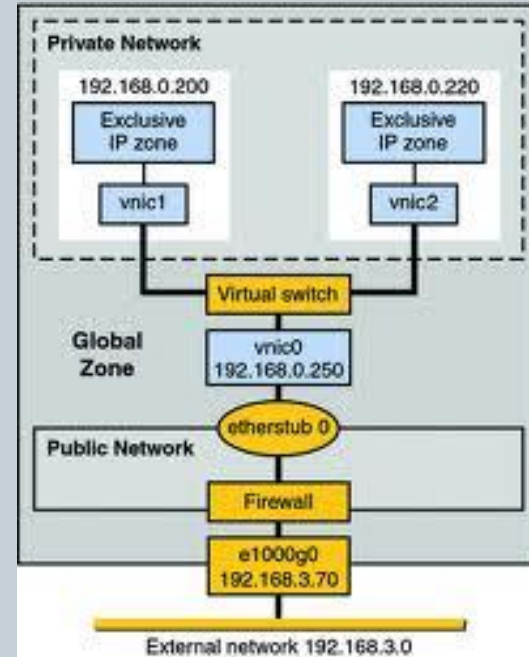 Private Network
192.168.0.200
192.168.0.220
Exclusive
IP zone
Exclusive
IP zone
vnic1
vnic2
Virtual switch
Global
Zone
vnic0
192.168.0.250
etherstub 0
Public Network
Firewall
e1000g0
192.168.3.70
External network 192.168.3.0